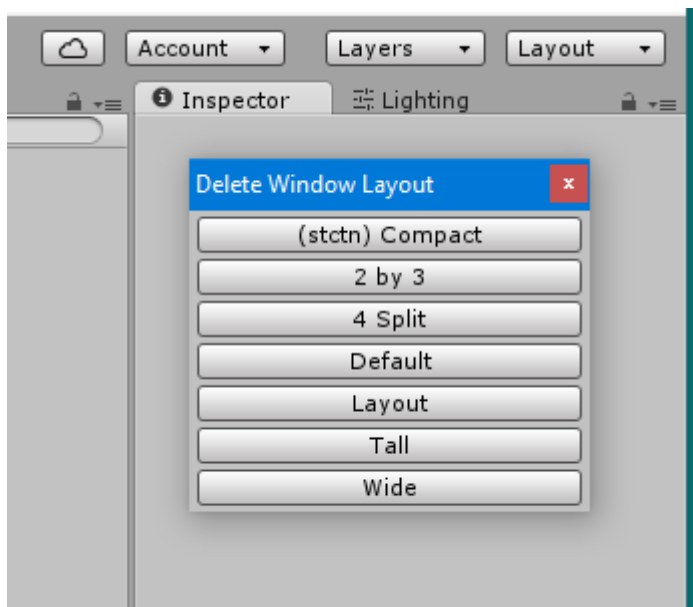 Account Layers Layout
Inspector Lighting
Delete Window Layout x
(stctn) Compact
2 by 3
4 Split
Default
Layout
Tall
Wide